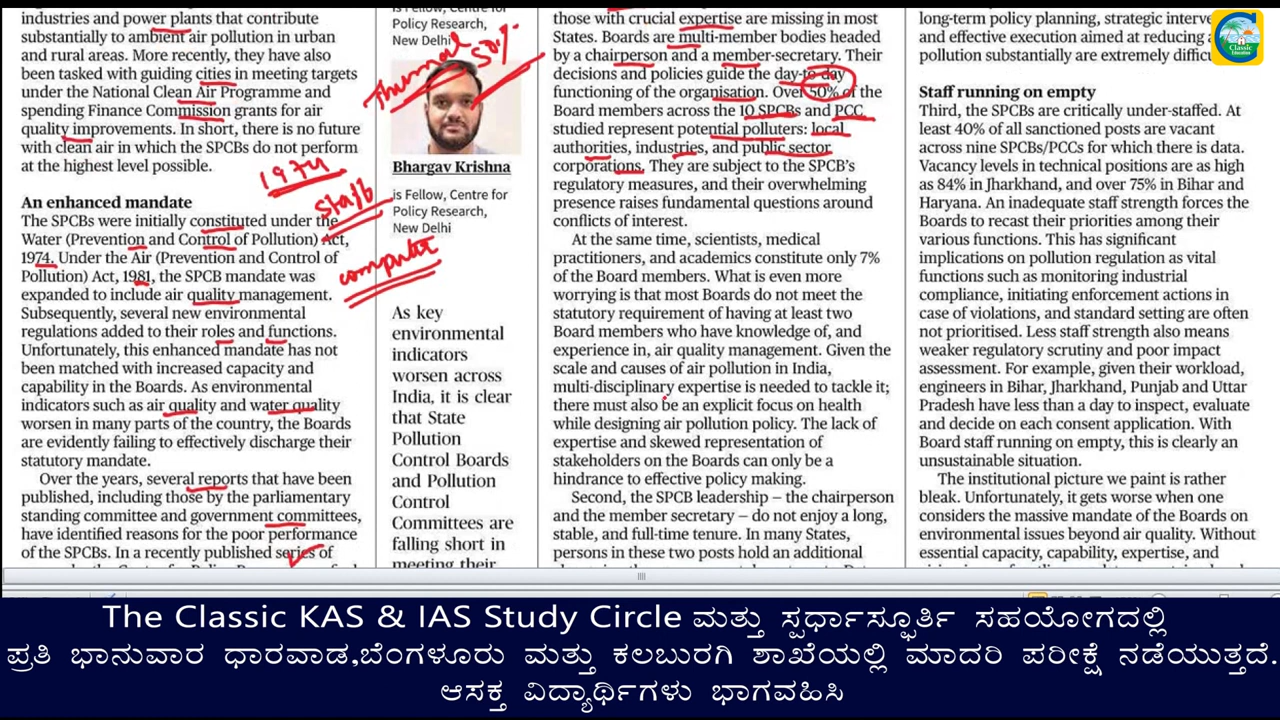 industries and power plants that contribute
substantially to ambient air pollution in urban
and rural areas. More recently, they have also
been tasked with guiding cities in meeting targets
under the National Clean Air Programme and
spending Finance Commission grants for air
quality improvements. In short, there is no future
with clean air in which the SPCBs do not perform
at the highest level possible.
An enhanced mandate
The SPCBs were initially constituted under the
Water (Prevention and Control of Pollution) Act,
1974. Under the Air (Prevention and Control of
Pollution) Act, 1981, the SPCB mandate was
expanded to include air quality management.
Subsequently, several new environmental
regulations added to their roles and functions.
Unfortunately, this enhanced mandate has not
been matched with increased capacity and
capability in the Boards. As environmental
indicators such as air quality and water quality
worsen in many parts of the country, the Boards
are evidently failing to effectively discharge their
statutory mandate.
Over the years, several reports that have been
published, including those by the parliamentary
standing committee and government committees,
have identified reasons for the poor performance
of the SPCBs. In a recently published series of
1974
staff
is Fellow, Centre for
Policy Research,
New Delhi
50%
Bhargav Krishna
is Fellow, Centre for
Policy Research,
New Delhi
As key
environmental
indicators
worsen across
India, it is clear
that State
Pollution
Control Boards
and Pollution
Control
Committees are
falling short in
meeting their
those with crucial expertise are missing in most
States. Boards are multi-member bodies headed
by a chairperson and a member-secretary. Their
decisions and policies guide the day-to-day
functioning of the organisation. Over 50% of the
Board members across the 10 SPCBs and PCC,
studied represent potential polluters: local
authorities, industries, and public sector
corporations. They are subject to the SPCB’s
regulatory measures, and their overwhelming
presence raises fundamental questions around
conflicts of interest.
At the same time, scientists, medical
practitioners, and academics constitute only 7%
of the Board members. What is even more
worrying is that most Boards do not meet the
statutory requirement of having at least two
Board members who have knowledge of, and
experience in, air quality management. Given the
scale and causes of air pollution in India,
multi-disciplinary expertise is needed to tackle it;
there must also be an explicit focus on health
while designing air pollution policy. The lack of
expertise and skewed representation of
stakeholders on the Boards can only be a
hindrance to effective policy making.
Second, the SPCB leadership – the chairperson
and the member secretary – do not enjoy a long,
stable, and full-time tenure. In many States,
persons in these two posts hold an additional
long-term policy planning, strategic
and effective execution aimed at reducing
pollution substantially are extremely
Staff running on empty
Third, the SPCBs are critically under-staffed. At
least 40% of all sanctioned posts are vacant
across nine SPCBs/PCCs for which there is data.
Vacancy levels in technical positions are as high
as 84% in Jharkhand, and over 75% in Bihar and
Haryana. An inadequate staff strength forces the
Boards to recast their priorities among their
various functions. This has significant
implications on pollution regulation as vital
functions such as monitoring industrial
compliance, initiating enforcement actions in
case of violations, and standard setting are often
not prioritised. Less staff strength also means
weaker regulatory scrutiny and poor impact
assessment. For example, given their workload,
engineers in Bihar, Jharkhand, Punjab and Uttar
Pradesh have less than a day to inspect, evaluate
and decide on each consent application. With
Board staff running on empty, this is clearly an
unsustainable situation.
The institutional picture we paint is rather
bleak. Unfortunately, it gets worse when one
considers the massive mandate of the Boards on
environmental issues beyond air quality. Without
essential capacity, capability, expertise, and
Classic
Education
The Classic KAS & IAS Study Circle ಮತ್ತು ಸ್ಪರ್ಧಾಸ್ಫೂರ್ತಿ ಸಹಯೋಗದಲ್ಲಿ
ಪ್ರತಿ ಭಾನುವಾರ ಧಾರವಾಡ,ಬೆಂಗಳೂರು ಮತ್ತು ಕಲಬುರಗಿ ಶಾಖೆಯಲ್ಲಿ ಮಾದರಿ ಪರೀಕ್ಷೆ ನಡೆಯುತ್ತದೆ.
ಆಸಕ್ತ ವಿದ್ಯಾರ್ಥಿಗಳು ಭಾಗವಹಿಸಿ